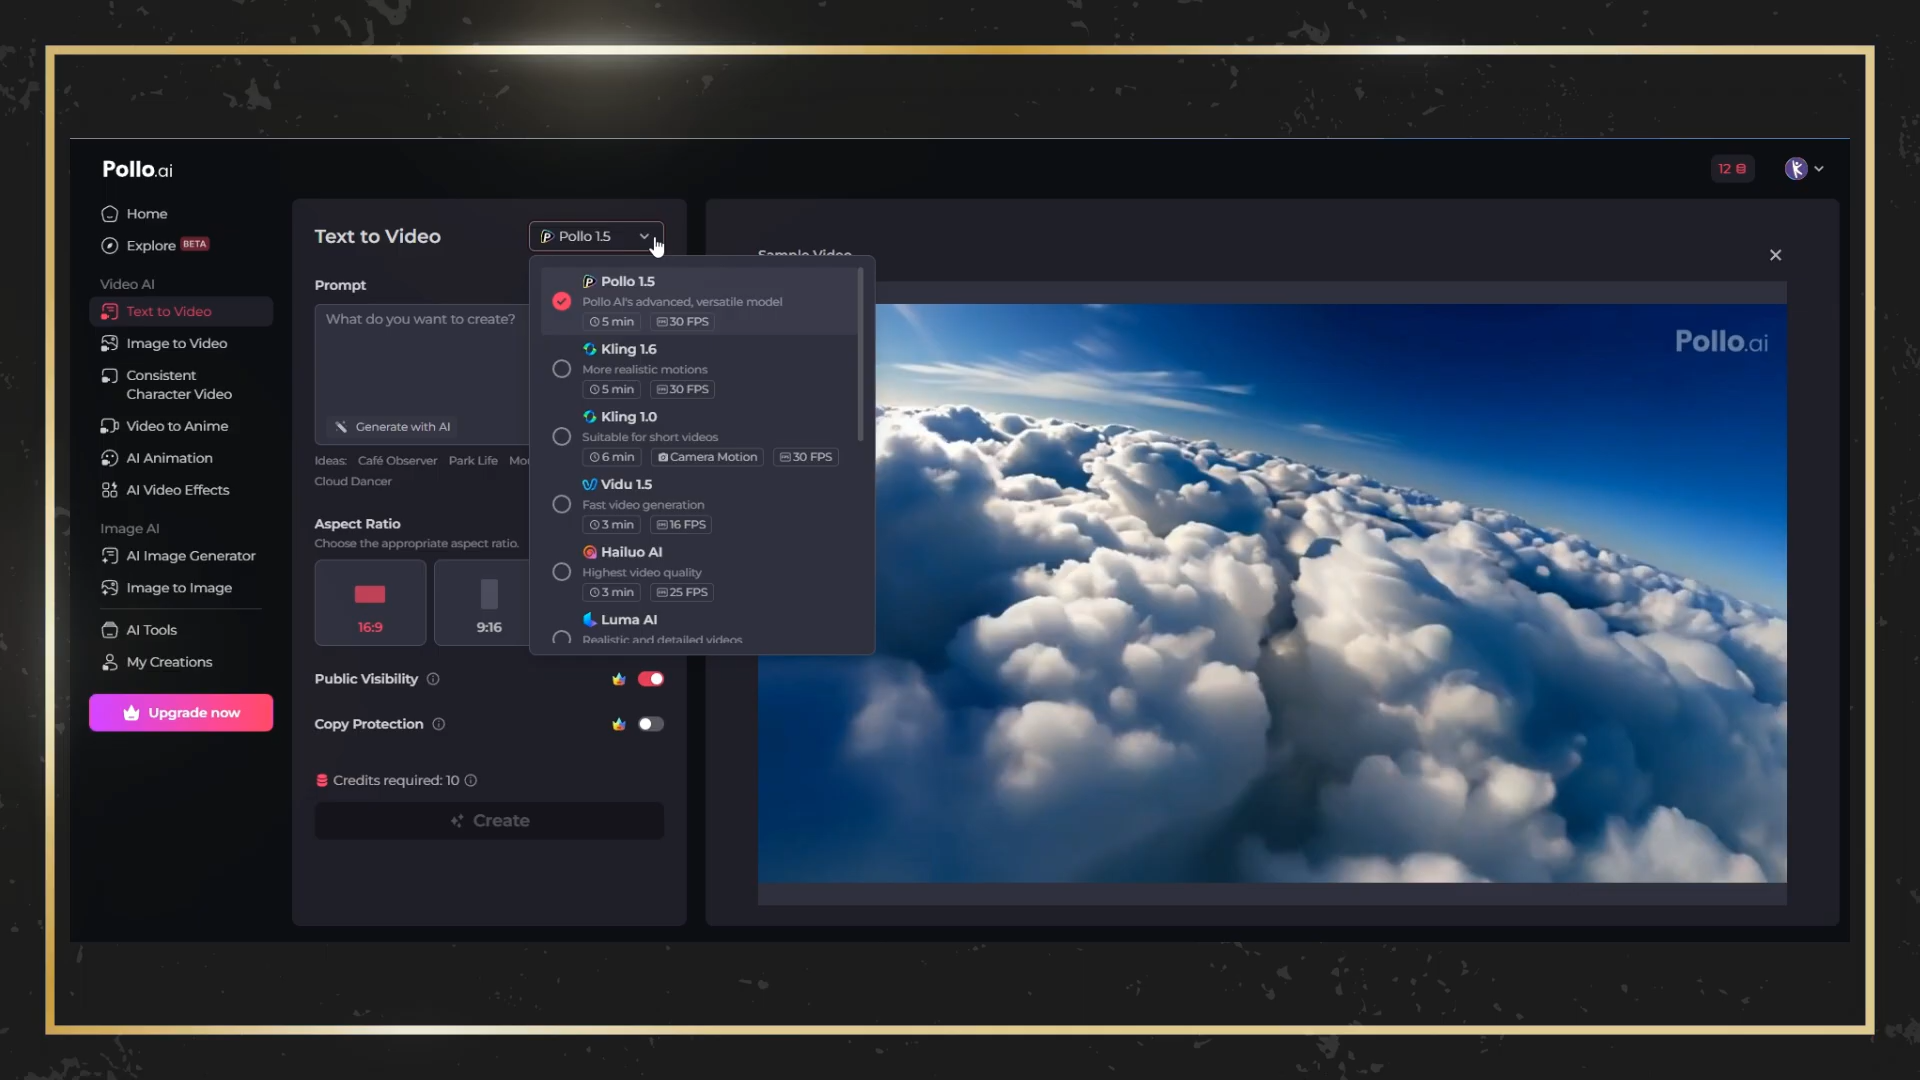 Pollo.ai
12
Home
Explore BETA
Video AI
Text to Video
Image to Video
Consistent
Character Video
Video to Anime
AI Animation
AI Video Effects
Image AI
AI Image Generator
Image to Image
AI Tools
My Creations
Upgrade now
Text to Video
Pollo 1.5
Prompt
What do you want to create?
Generate with AI
Ideas: Café Observer Park Life
Cloud Dancer
Aspect Ratio
Choose the appropriate aspect ratio.
16:9
9:16
Public Visibility
Copy Protection
Credits required: 10
Create
Pollo 1.5
Pollo AI's advanced, versatile model
5 min 30 FPS
Kling 1.6
More realistic motions
5 min 30 FPS
Kling 1.0
Suitable for short videos
6 min Camera Motion 30 FPS
Vidu 1.5
Fast video generation
3 min 16 FPS
Hailuo AI
Highest video quality
3 min 25 FPS
Luma AI
Realistic and detailed videos
Sample Video
Pollo.ai